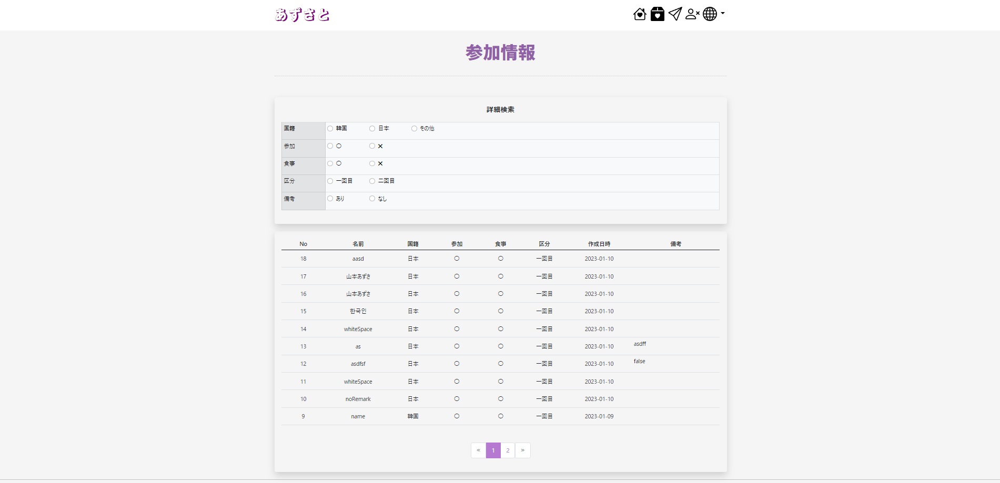 あずさと
参加情報
詳細検索
国籍 韓国 日本 その他
参加 〇 ✕
食事 〇 ✕
区分 一回目 二回目
備考 あり なし
No 名前 国籍 参加 食事 区分 作成日時 備考
18 aasd 日本 〇 〇 一回目 2023-01-10
17 山本あずさ 日本 〇 〇 一回目 2023-01-10
16 山本あずさ 日本 〇 〇 一回目 2023-01-10
15 한국인 日本 〇 〇 一回目 2023-01-10
14 whiteSpace 日本 〇 〇 一回目 2023-01-10
13 as 日本 〇 〇 一回目 2023-01-10 asdff
12 asdfsf 日本 〇 〇 一回目 2023-01-10 false
11 whiteSpace 日本 〇 〇 一回目 2023-01-10
10 noRemark 日本 〇 〇 一回目 2023-01-10
9 name 韓国 〇 〇 一回目 2023-01-09
« 1 2 »